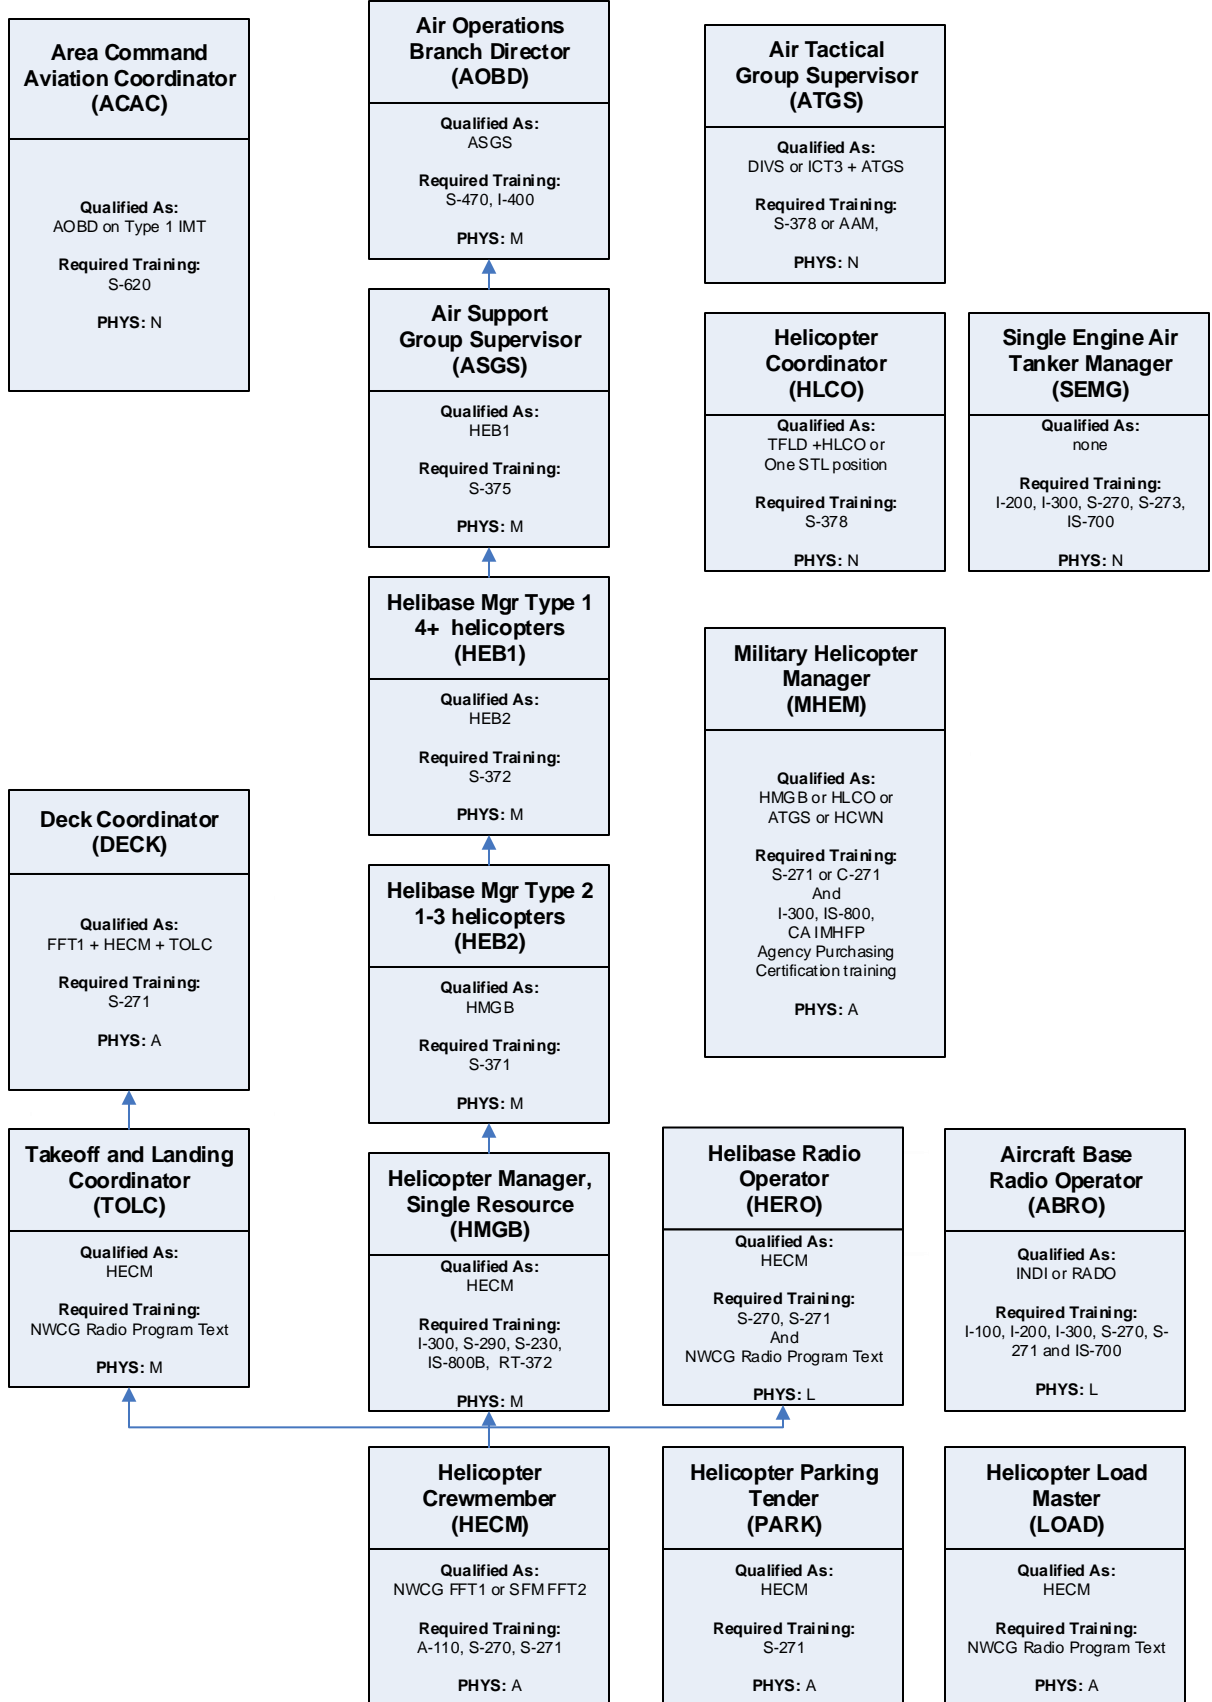 Area Command
Aviation Coordinator
(ACAC)
Qualified As:
AOBD on Type 1 IMT
Required Training:
S-620
PHYS: N
Air Operations
Branch Director
(AOBD)
Qualified As:
ASGS
Required Training:
S-470, I-400
PHYS: M
Air Tactical
Group Supervisor
(ATGS)
Qualified As:
DIVS or ICT3 + ATGS
Required Training:
S-378 or AAM,
PHYS: N
Air Support
Group Supervisor
(ASGS)
Qualified As:
HEB1
Required Training:
S-375
PHYS: M
Helicopter
Coordinator
(HLCO)
Qualified As:
TFLD +HLCO or
One STL position
Required Training:
S-378
PHYS: N
Single Engine Air
Tanker Manager
(SEMG)
Qualified As:
none
Required Training:
I-200, I-300, S-270, S-273,
IS-700
PHYS: N
Helibase Mgr Type 1
4+ helicopters
(HEB1)
Qualified As:
HEB2
Required Training:
S-372
PHYS: M
Military Helicopter
Manager
(MHEM)
Qualified As:
HMGB or HLCO or
ATGS or HCWN
Required Training:
S-271 or C-271
And
I-300, IS-800,
CA IMHFP
Agency Purchasing
Certification training
PHYS: A
Deck Coordinator
(DECK)
Qualified As:
FFT1 + HECM + TOLC
Required Training:
S-271
PHYS: A
Helibase Mgr Type 2
1-3 helicopters
(HEB2)
Qualified As:
HMGB
Required Training:
S-371
PHYS: M
Takeoff and Landing
Coordinator
(TOLC)
Qualified As:
HECM
Required Training:
NWCG Radio Program Text
PHYS: M
Helicopter Manager,
Single Resource
(HMGB)
Qualified As:
HECM
Required Training:
I-300, S-290, S-230,
IS-800B, RT-372
PHYS: M
Helibase Radio
Operator
(HERO)
Qualified As:
HECM
Required Training:
S-270, S-271
And
NWCG Radio Program Text
PHYS: L
Aircraft Base
Radio Operator
(ABRO)
Qualified As:
INDI or RADO
Required Training:
I-100, I-200, I-300, S-270, S-
271 and IS-700
PHYS: L
Helicopter
Crewmember
(HECM)
Qualified As:
NWCG FFT1 or SFM FFT2
Required Training:
A-110, S-270, S-271
PHYS: A
Helicopter Parking
Tender
(PARK)
Qualified As:
HECM
Required Training:
S-271
PHYS: A
Helicopter Load
Master
(LOAD)
Qualified As:
HECM
Required Training:
NWCG Radio Program Text
PHYS: A